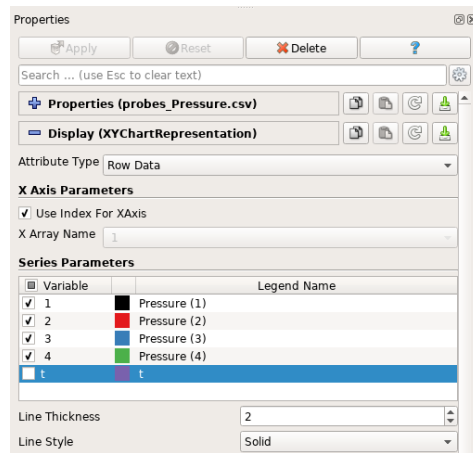 Properties
Apply Reset Delete ?
Search ... (use Esc to clear text)
Properties (probes_Pressure.csv)
Display (XYChartRepresentation)
Attribute Type Row Data
X Axis Parameters
Use Index For XAxis
X Array Name 1
Series Parameters
Variable Legend Name
1 Pressure (1)
2 Pressure (2)
3 Pressure (3)
4 Pressure (4)
t t
Line Thickness 2
Line Style Solid